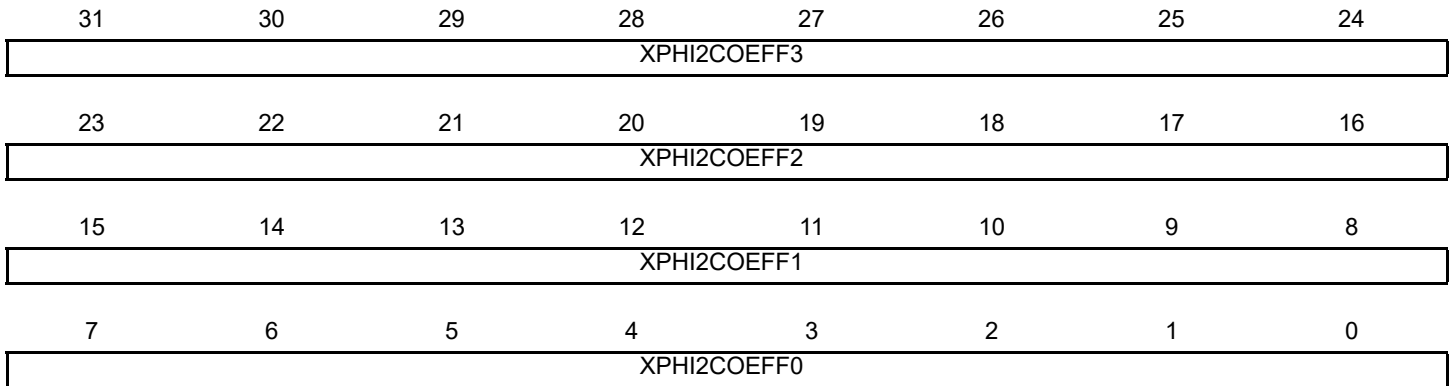 31 30 29 28 27 26 25 24
XPHI2COEFF3
23 22 21 20 19 18 17 16
XPHI2COEFF2
15 14 13 12 11 10 9 8
XPHI2COEFF1
7 6 5 4 3 2 1 0
XPHI2COEFF0